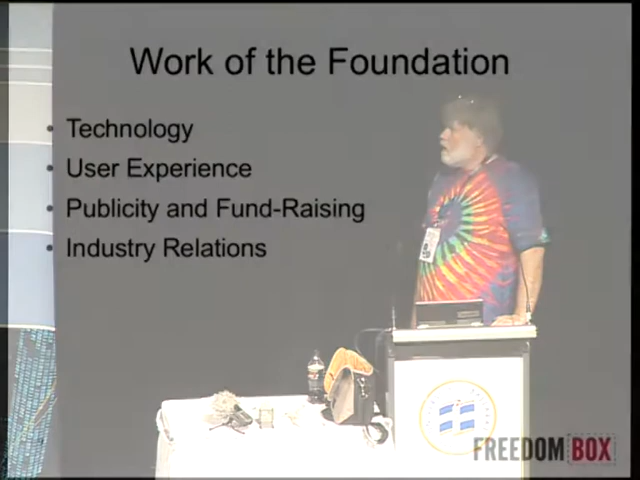 Work of the Foundation
• Technology
• User Experience
• Publicity and Fund-Raising
• Industry Relations
FREEDOMBOX